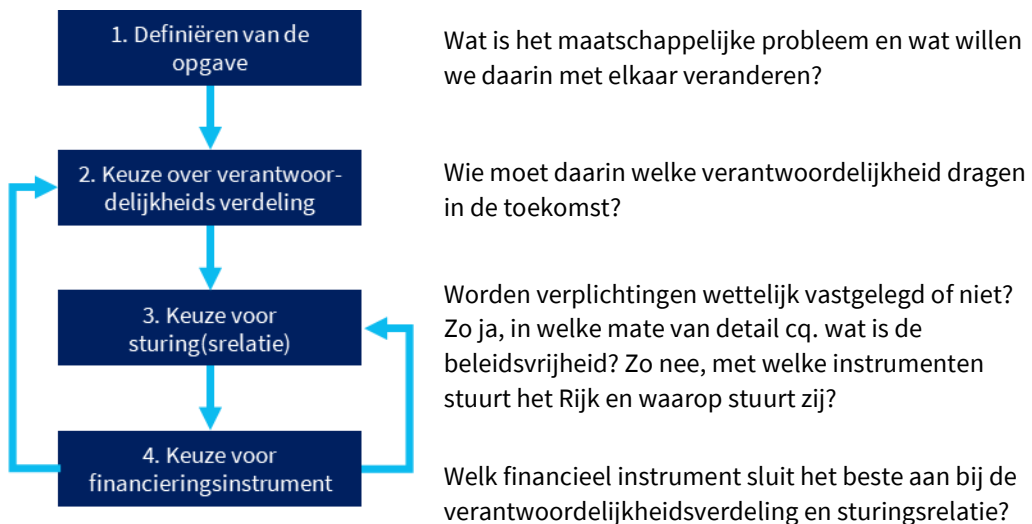 1. Definiëren van de
opgave
Wat is het maatschappelijke probleem en wat willen
we daarin met elkaar veranderen?
2. Keuze over verantwoor-
delijkheids verdeling
Wie moet daarin welke verantwoordelijkheid dragen
in de toekomst?
3. Keuze voor
sturing(srelatie)
Worden verplichtingen wettelijk vastgelegd of niet?
Zo ja, in welke mate van detail cq. wat is de
beleidsvrijheid? Zo nee, met welke instrumenten
stuurt het Rijk en waarop stuurt zij?
4. Keuze voor
financieringsinstrument
Welk financieel instrument sluit het beste aan bij de
verantwoordelijkheidsverdeling en sturingsrelatie?